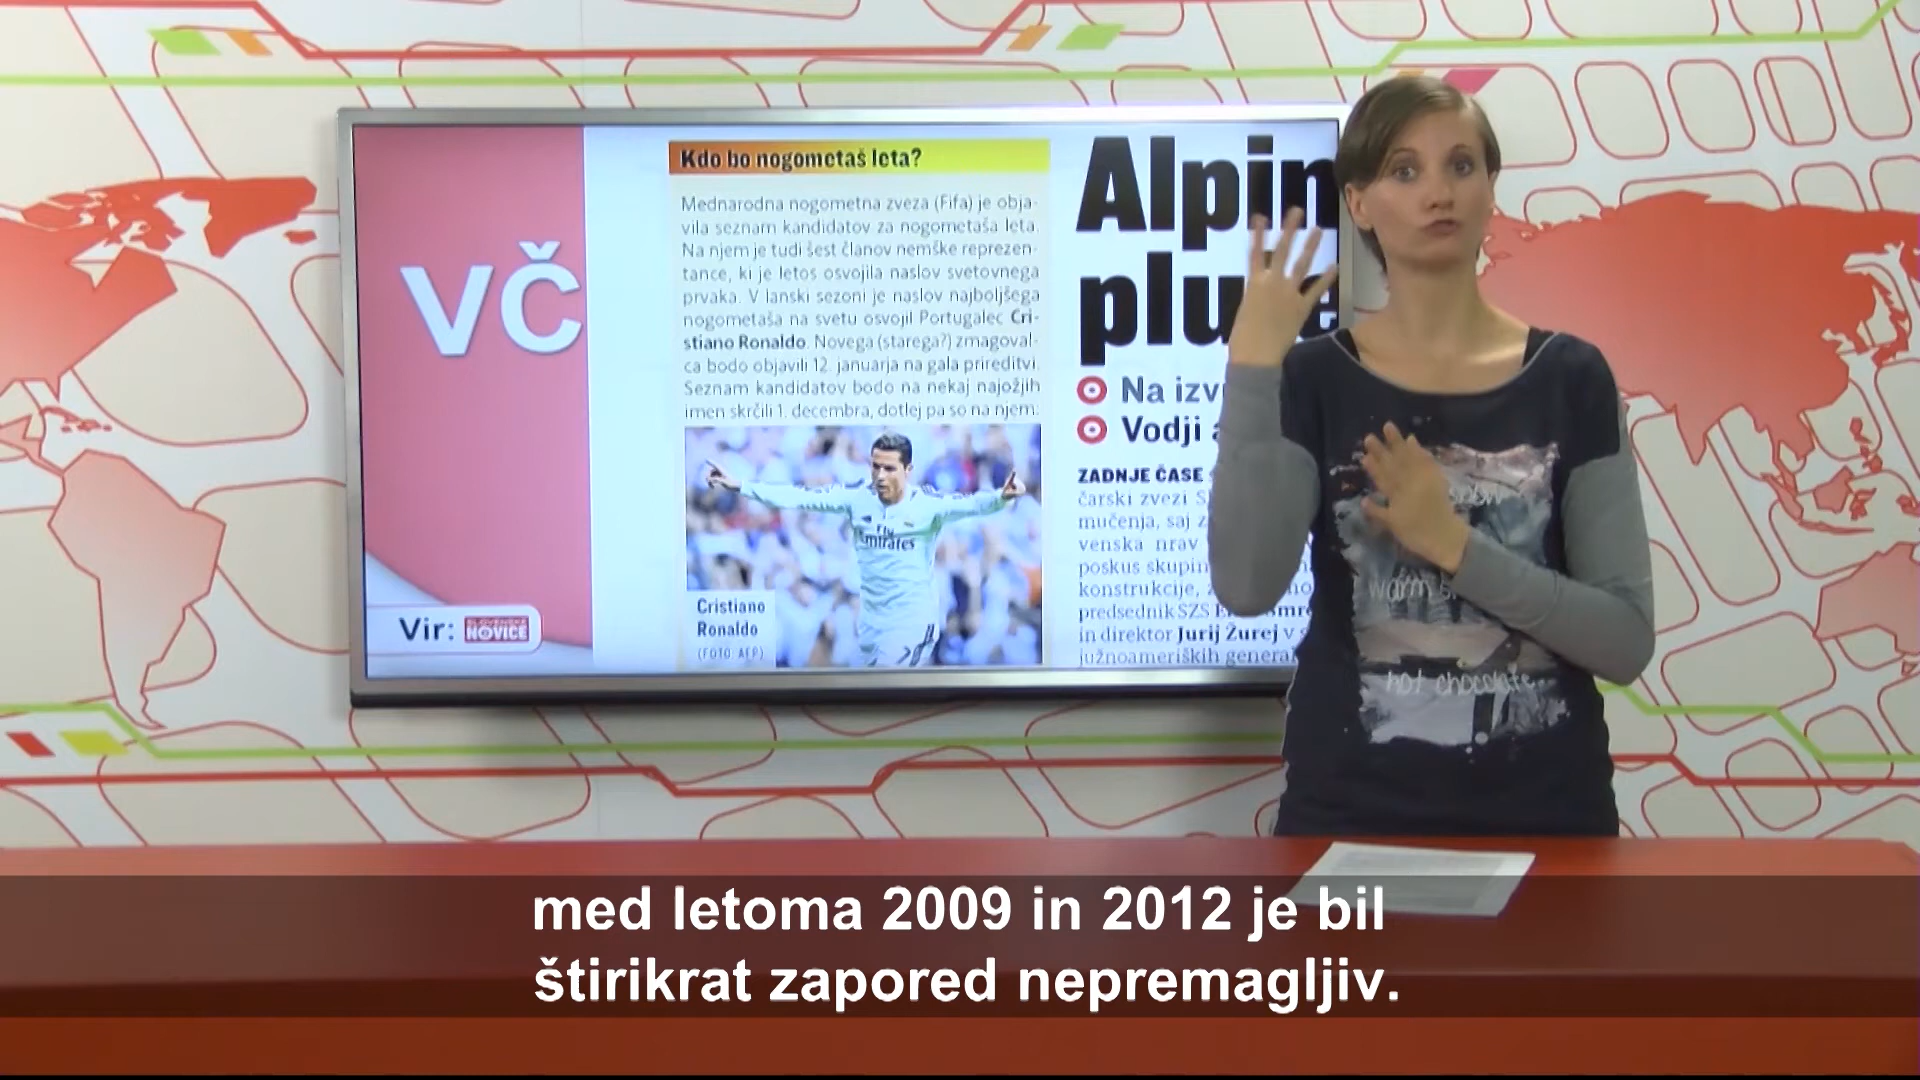 VČ
Vir: SLOVENSKE NOVICE
Kdo bo nogometaš leta?
Mednarodna nogometna zveza (Fifa) je obja-
vila seznam kandidatov za nogometaša leta.
Na njem je tudi šest članov nemške reprezen-
tance, ki je letos osvojila naslov svetovnega
prvaka. V lanski sezoni je naslov najboljšega
nogometaša na svetu osvojil Portugalec Cri-
stiano Ronaldo. Novega (starega?) zmagoval-
ca bodo objavili 12. januarja na gala prireditvi.
Seznam kandidatov bodo na nekaj najožjih
imen skrčili 1. decembra, dotlej pa so na njem:
Fly
Emirates
Cristiano
Ronaldo
(FOTO: AFP)
Alpin
Na izv
Vodji
ZADNJE ČASE
čarski zvezi
mučenja, saj
venska nrav
poskus skupin
konstrukcije,
predsednik SZS
in direktor Jurij Žurej v
južnoameriških
hot chocolate
med letoma 2009 in 2012 je bil
štirikrat zapored nepremagljiv.